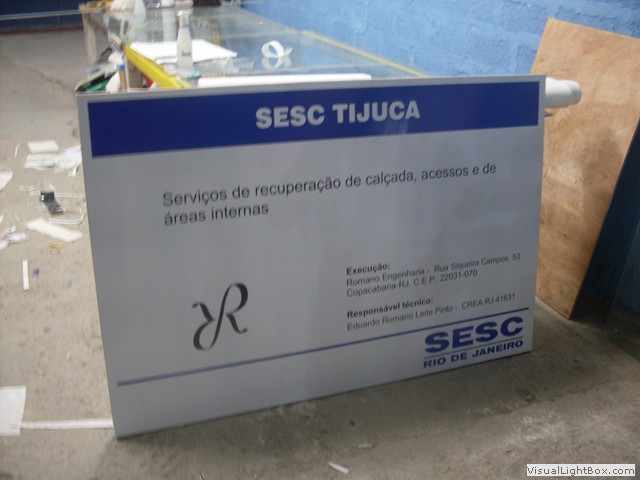 SESC TIJUCA
Serviços de recuperação de calçada, acessos e de
áreas internas
Execução:
Romano Engenharia - Rua Siqueira Campos, 53
Copacabana-RJ C.E.P.: 22031-070
Responsável técnico:
Eduardo Romano Leite Pinto - CREA RJ 41631
R
SESC
RIO DE JANEIRO
VisualLightBox.com